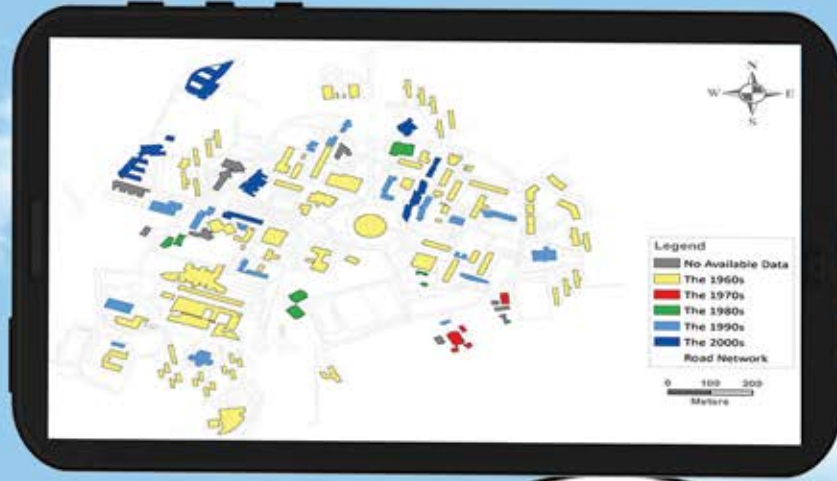 N
W E
S
Legend
No Available Data
The 1960s
The 1970s
The 1980s
The 1990s
The 2000s
Road Network
0 100 200
Meters